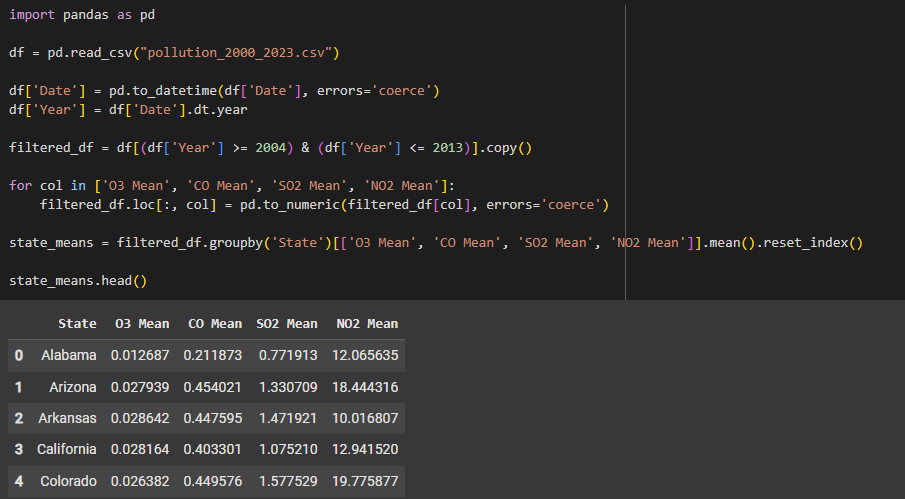 import pandas as pd
df = pd.read_csv("pollution_2000_2023.csv")
df['Date'] = pd.to_datetime(df['Date'], errors='coerce')
df['Year'] = df['Date'].dt.year
filtered_df = df[(df['Year'] >= 2004) & (df['Year'] <= 2013)].copy()
for col in ['O3 Mean', 'CO Mean', 'SO2 Mean', 'NO2 Mean']:
    filtered_df.loc[:, col] = pd.to_numeric(filtered_df[col], errors='coerce')
state_means = filtered_df.groupby('State')[['O3 Mean', 'CO Mean', 'SO2 Mean', 'NO2 Mean']].mean().reset_index()
state_means.head()
State O3 Mean CO Mean SO2 Mean NO2 Mean
0 Alabama 0.012687 0.211873 0.771913 12.065635
1 Arizona 0.027939 0.454021 1.330709 18.444316
2 Arkansas 0.028642 0.447595 1.471921 10.016807
3 California 0.028164 0.403301 1.075210 12.941520
4 Colorado 0.026382 0.449576 1.577529 19.775877